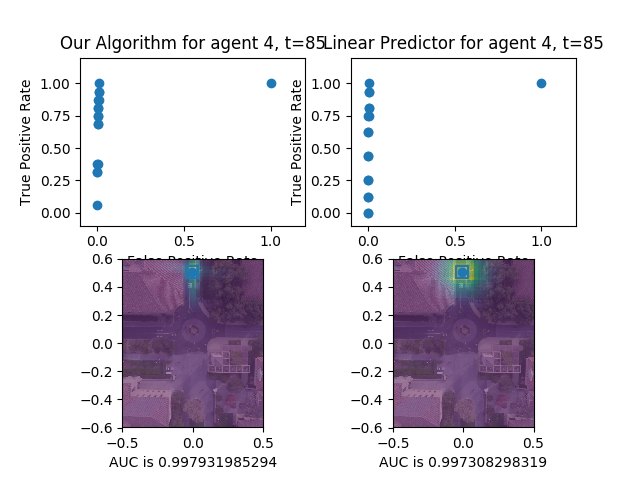 Our Algorithm for agent 4, t=85
Linear Predictor for agent 4, t=85
True Positive Rate
1.00
0.75
0.50
0.25
0.00
0.0 0.5 1.0
False Positive Rate
True Positive Rate
1.00
0.75
0.50
0.25
0.00
0.0 0.5 1.0
False Positive Rate
0.6
0.4
0.2
0.0
−0.2
−0.4
−0.6
−0.5 0.0 0.5
AUC is 0.997931985294
0.6
0.4
0.2
0.0
−0.2
−0.4
−0.6
−0.5 0.0 0.5
AUC is 0.997308298319